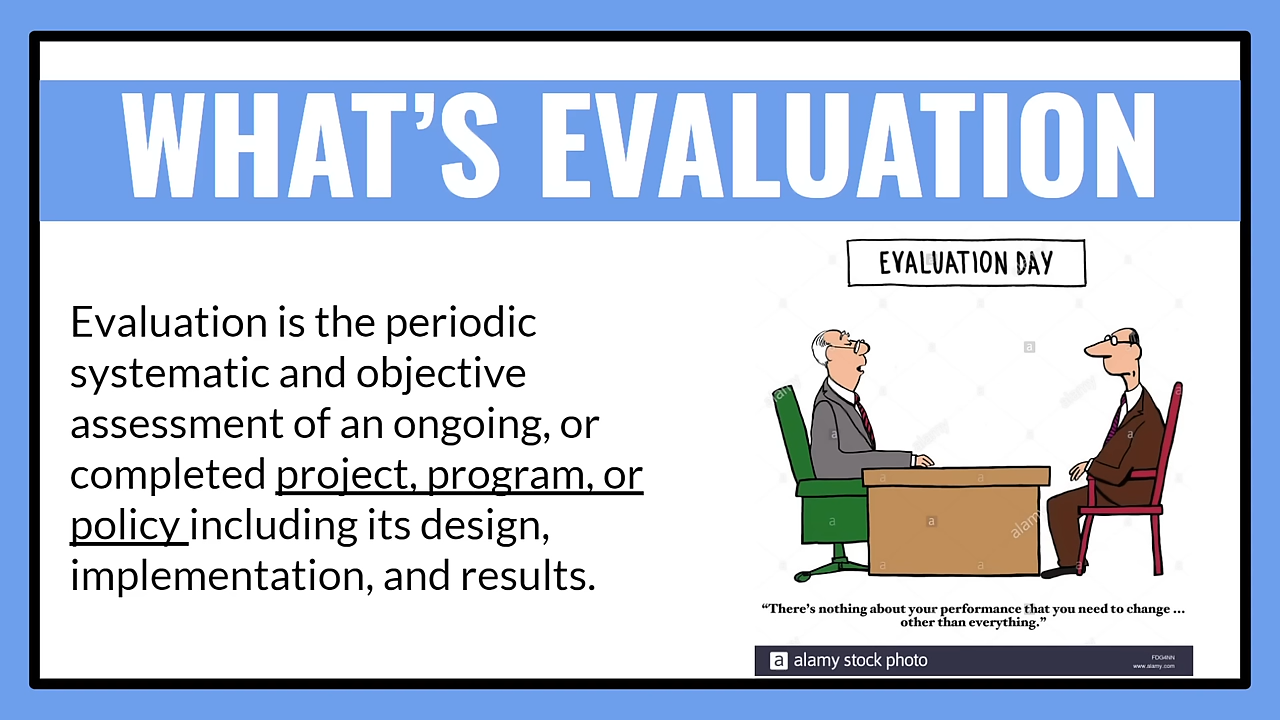 WHAT’S EVALUATION
Evaluation is the periodic
systematic and objective
assessment of an ongoing, or
completed project, program, or
policy including its design,
implementation, and results.
EVALUATION DAY
“There’s nothing about your performance that you need to change ...
other than everything.”
a alamy stock photo
FDG4NN
www.alamy.com